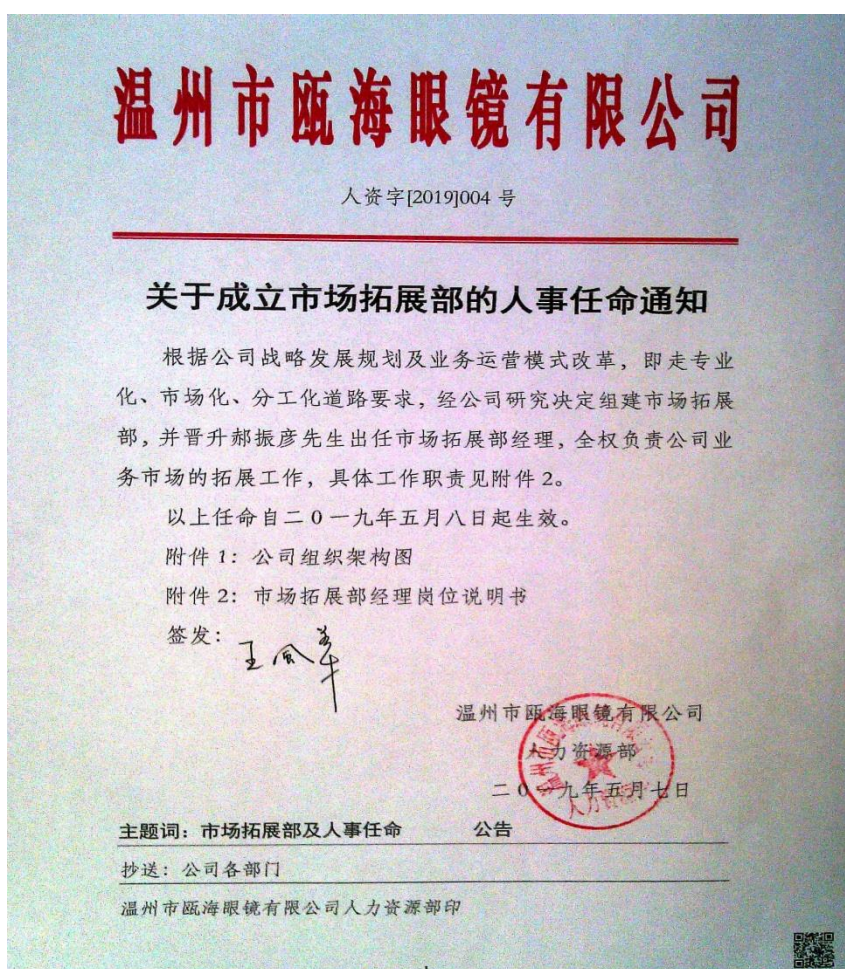 温州市瓯海眼镜有限公司
人资字[2019]004 号
关于成立市场拓展部的人事任命通知
根据公司战略发展规划及业务运营模式改革，即走专业
化、市场化、分工化道路要求，经公司研究决定组建市场拓展
部，并晋升郝振彦先生出任市场拓展部经理，全权负责公司业
务市场的拓展工作，具体工作职责见附件 2。
以上任命自二 0 一九年五月八日起生效。
附件 1：公司组织架构图
附件 2：市场拓展部经理岗位说明书
签发：
温州市瓯海眼镜有限公司
人力资源部
二 0 一九年五月七日
主题词：市场拓展部及人事任命 公告
抄送：公司各部门
温州市瓯海眼镜有限公司人力资源部印